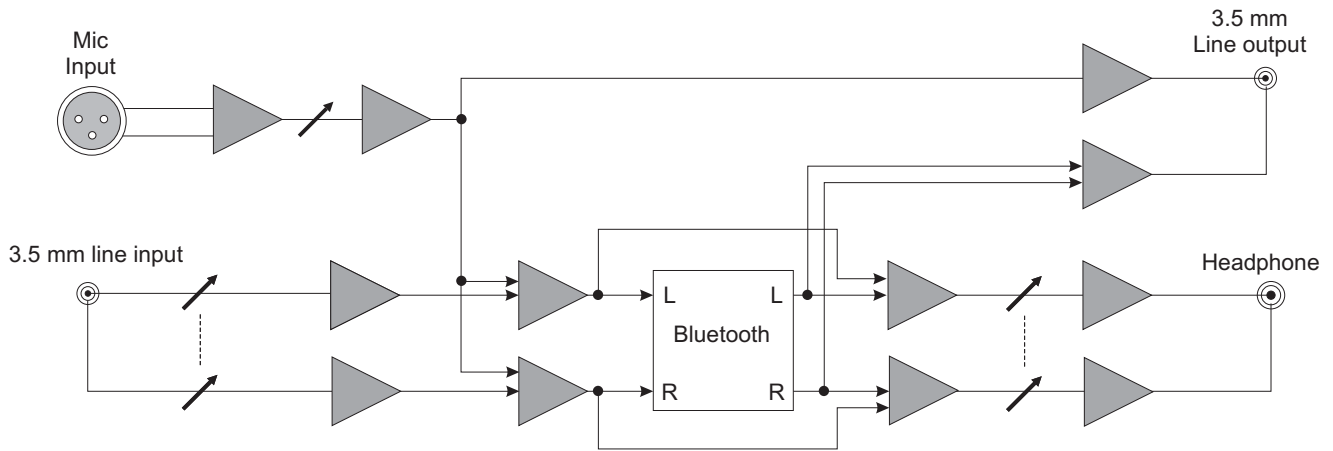 3.5 mm
Line output
Mic
Input
3.5 mm line input
Headphone
L
L
Bluetooth
R
R